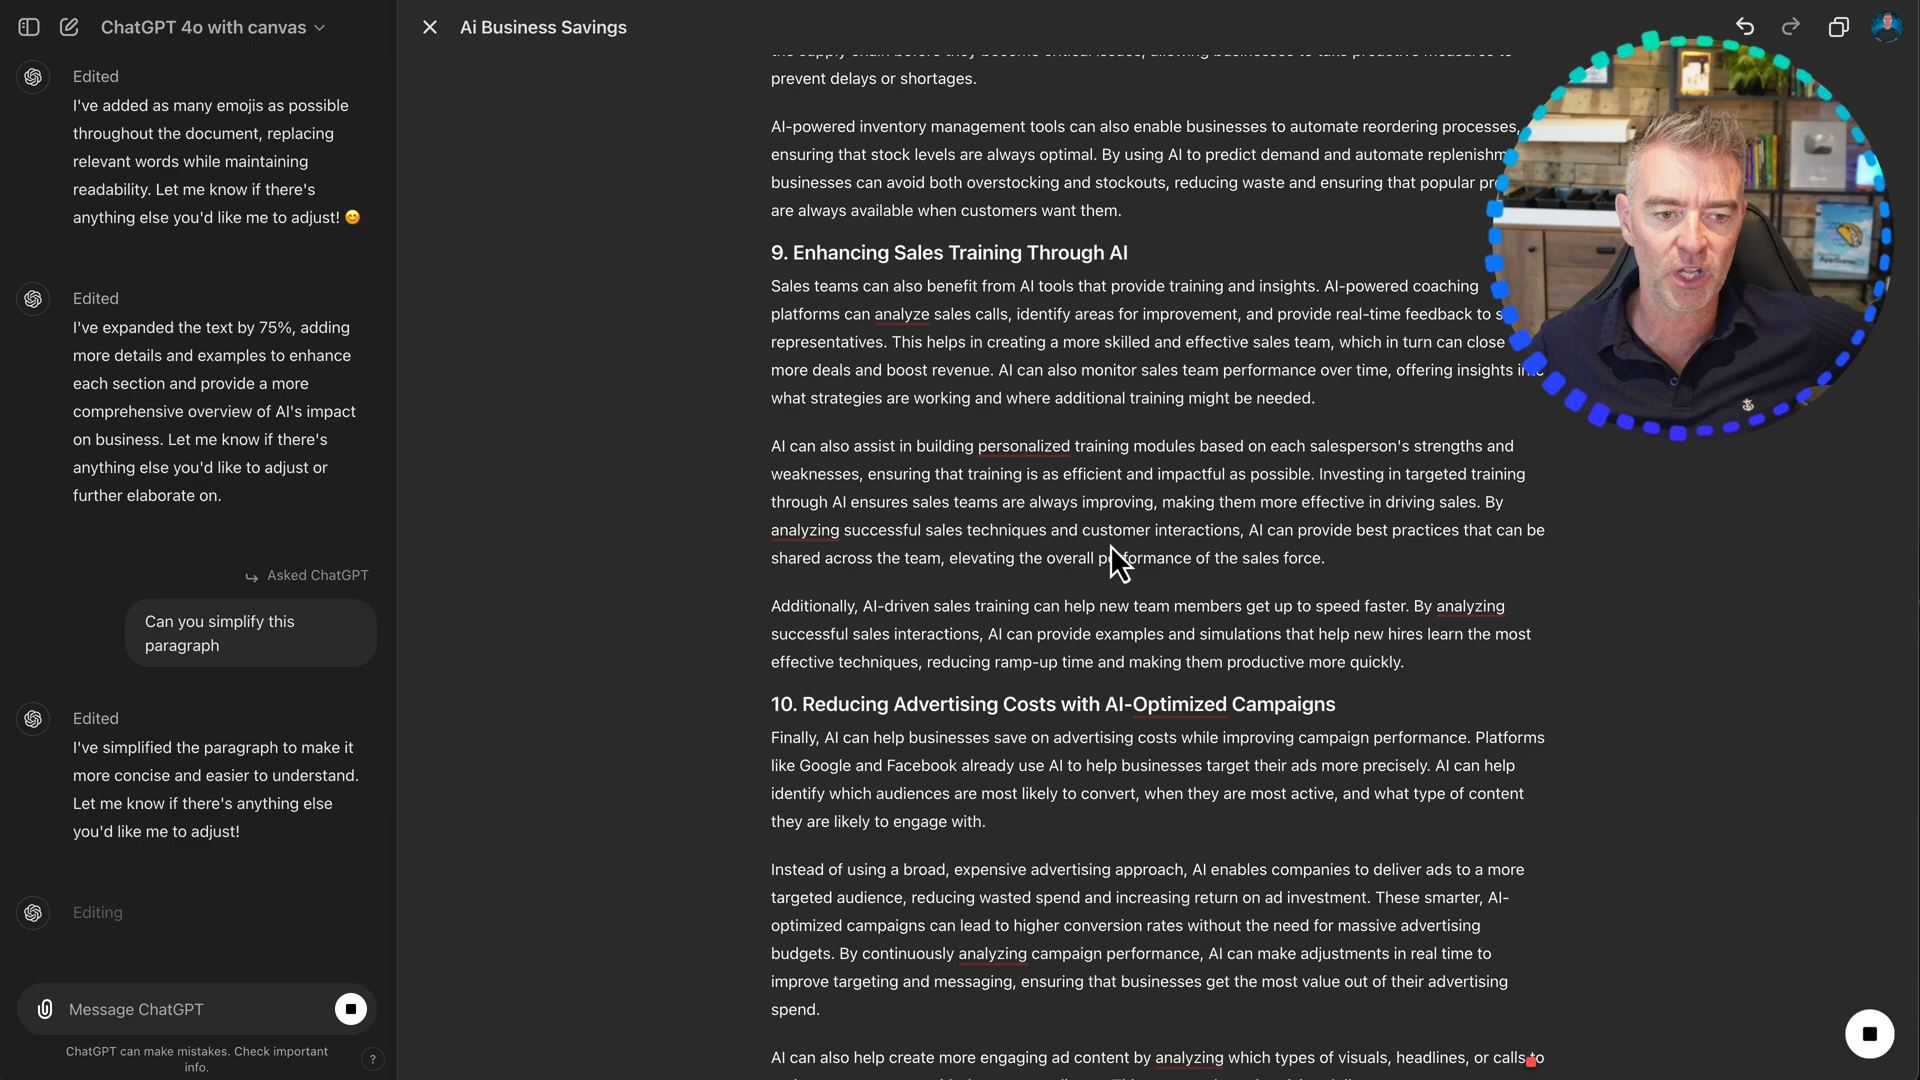 ChatGPT 4o with canvas
Edited
I've added as many emojis as possible
throughout the document, replacing
relevant words while maintaining
readability. Let me know if there's
anything else you'd like me to adjust! 😊
Edited
I've expanded the text by 75%, adding
more details and examples to enhance
each section and provide a more
comprehensive overview of AI's impact
on business. Let me know if there's
anything else you'd like to adjust or
further elaborate on.
Asked ChatGPT
Can you simplify this
paragraph
Edited
I've simplified the paragraph to make it
more concise and easier to understand.
Let me know if there's anything else
you'd like me to adjust!
Editing
Message ChatGPT
ChatGPT can make mistakes. Check important
info.
?
Ai Business Savings
prevent delays or shortages.
AI-powered inventory management tools can also enable businesses to automate reordering processes,
ensuring that stock levels are always optimal. By using AI to predict demand and automate
businesses can avoid both overstocking and stockouts, reducing waste and ensuring that popular
are always available when customers want them.
9. Enhancing Sales Training Through AI
Sales teams can also benefit from AI tools that provide training and insights. AI-powered coaching
platforms can analyze sales calls, identify areas for improvement, and provide real-time feedback to
representatives. This helps in creating a more skilled and effective sales team, which in turn can close
more deals and boost revenue. AI can also monitor sales team performance over time, offering insights
what strategies are working and where additional training might be needed.
AI can also assist in building personalized training modules based on each salesperson's strengths and
weaknesses, ensuring that training is as efficient and impactful as possible. Investing in targeted training
through AI ensures sales teams are always improving, making them more effective in driving sales. By
analyzing successful sales techniques and customer interactions, AI can provide best practices that can be
shared across the team, elevating the overall performance of the sales force.
Additionally, AI-driven sales training can help new team members get up to speed faster. By analyzing
successful sales interactions, AI can provide examples and simulations that help new hires learn the most
effective techniques, reducing ramp-up time and making them productive more quickly.
10. Reducing Advertising Costs with AI-Optimized Campaigns
Finally, AI can help businesses save on advertising costs while improving campaign performance. Platforms
like Google and Facebook already use AI to help businesses target their ads more precisely. AI can help
identify which audiences are most likely to convert, when they are most active, and what type of content
they are likely to engage with.
Instead of using a broad, expensive advertising approach, AI enables companies to deliver ads to a more
targeted audience, reducing wasted spend and increasing return on ad investment. These smarter, AI-
optimized campaigns can lead to higher conversion rates without the need for massive advertising
budgets. By continuously analyzing campaign performance, AI can make adjustments in real time to
improve targeting and messaging, ensuring that businesses get the most value out of their advertising
spend.
AI can also help create more engaging ad content by analyzing which types of visuals, headlines, or calls to